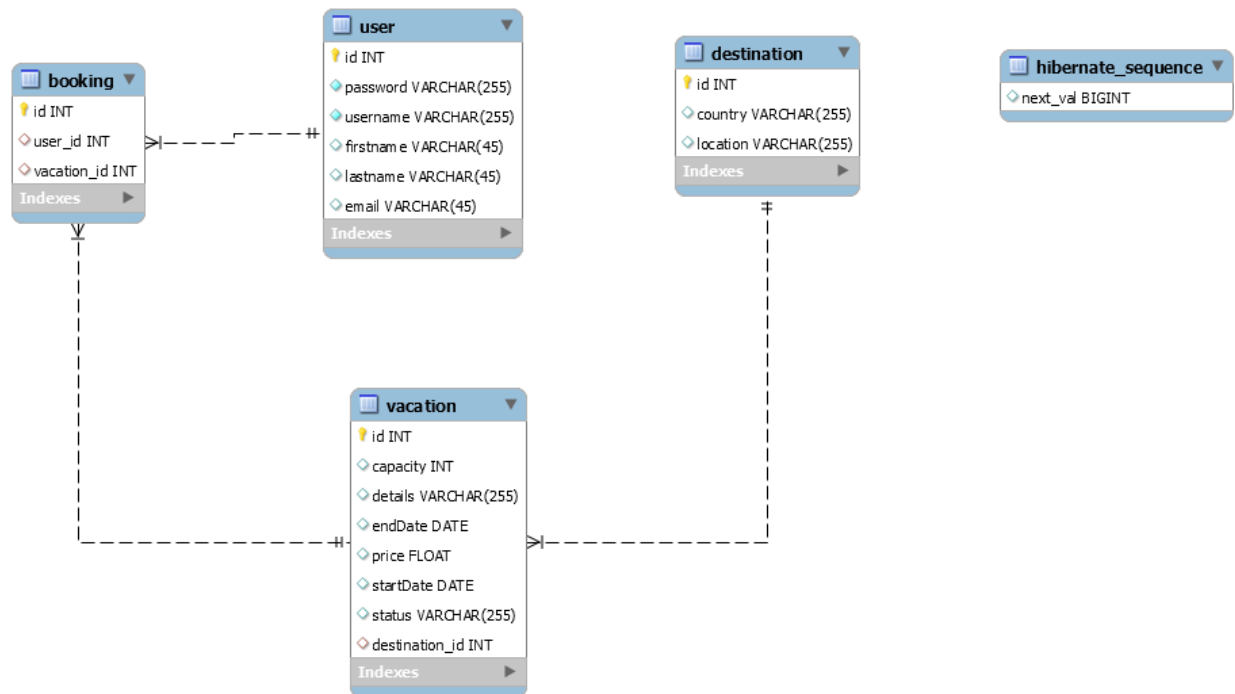 booking
id INT
user_id INT
vacation_id INT
Indexes
user
id INT
password VARCHAR(255)
username VARCHAR(255)
firstname VARCHAR(45)
lastname VARCHAR(45)
email VARCHAR(45)
Indexes
destination
id INT
country VARCHAR(255)
location VARCHAR(255)
Indexes
hibernate_sequence
next_val BIGINT
vacation
id INT
capacity INT
details VARCHAR(255)
endDate DATE
price FLOAT
startDate DATE
status VARCHAR(255)
destination_id INT
Indexes